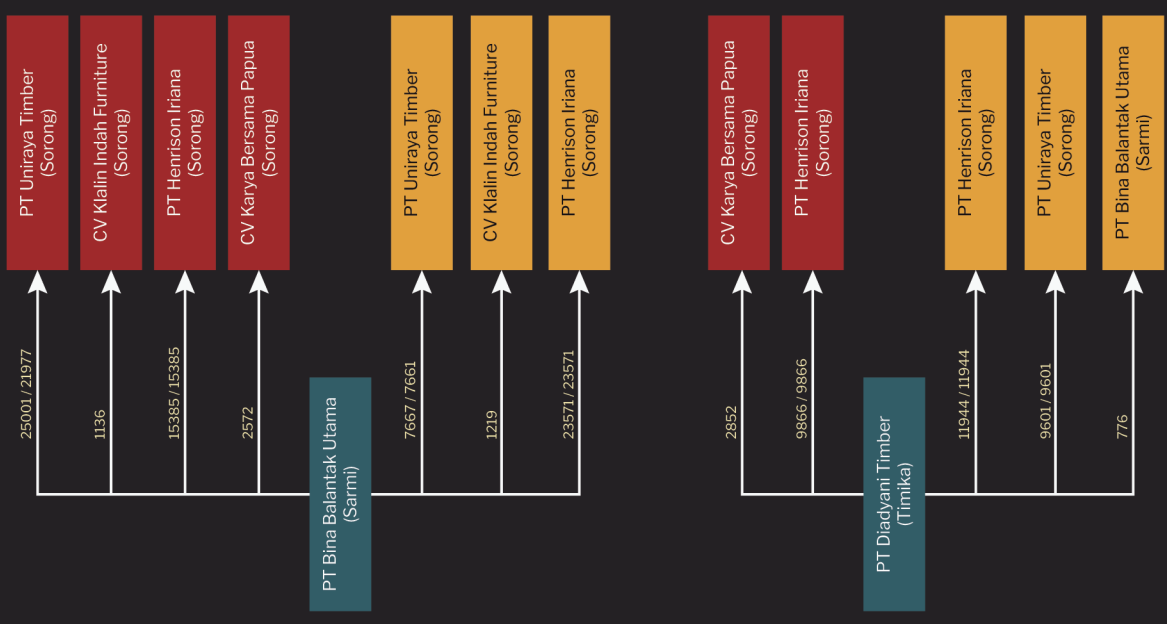 PT Uniraya Timber
(Sorong)
CV Klalin Indah Furniture
(Sorong)
PT Henrison Iriana
(Sorong)
CV Karya Bersama Papua
(Sorong)
PT Uniraya Timber
(Sorong)
CV Klalin Indah Furniture
(Sorong)
PT Henrison Iriana
(Sorong)
CV Karya Bersama Papua
(Sorong)
PT Henrison Iriana
(Sorong)
PT Henrison Iriana
(Sorong)
PT Uniraya Timber
(Sorong)
PT Bina Balantak Utama
(Sarmi)
25001 / 21977
1136
15385 / 15385
2572
7667 / 7661
1219
23571 / 23571
2852
9866 / 9866
11944 / 11944
9601 / 9601
776
PT Bina Balantak Utama
(Sarmi)
PT Diadyani Timber
(Timika)